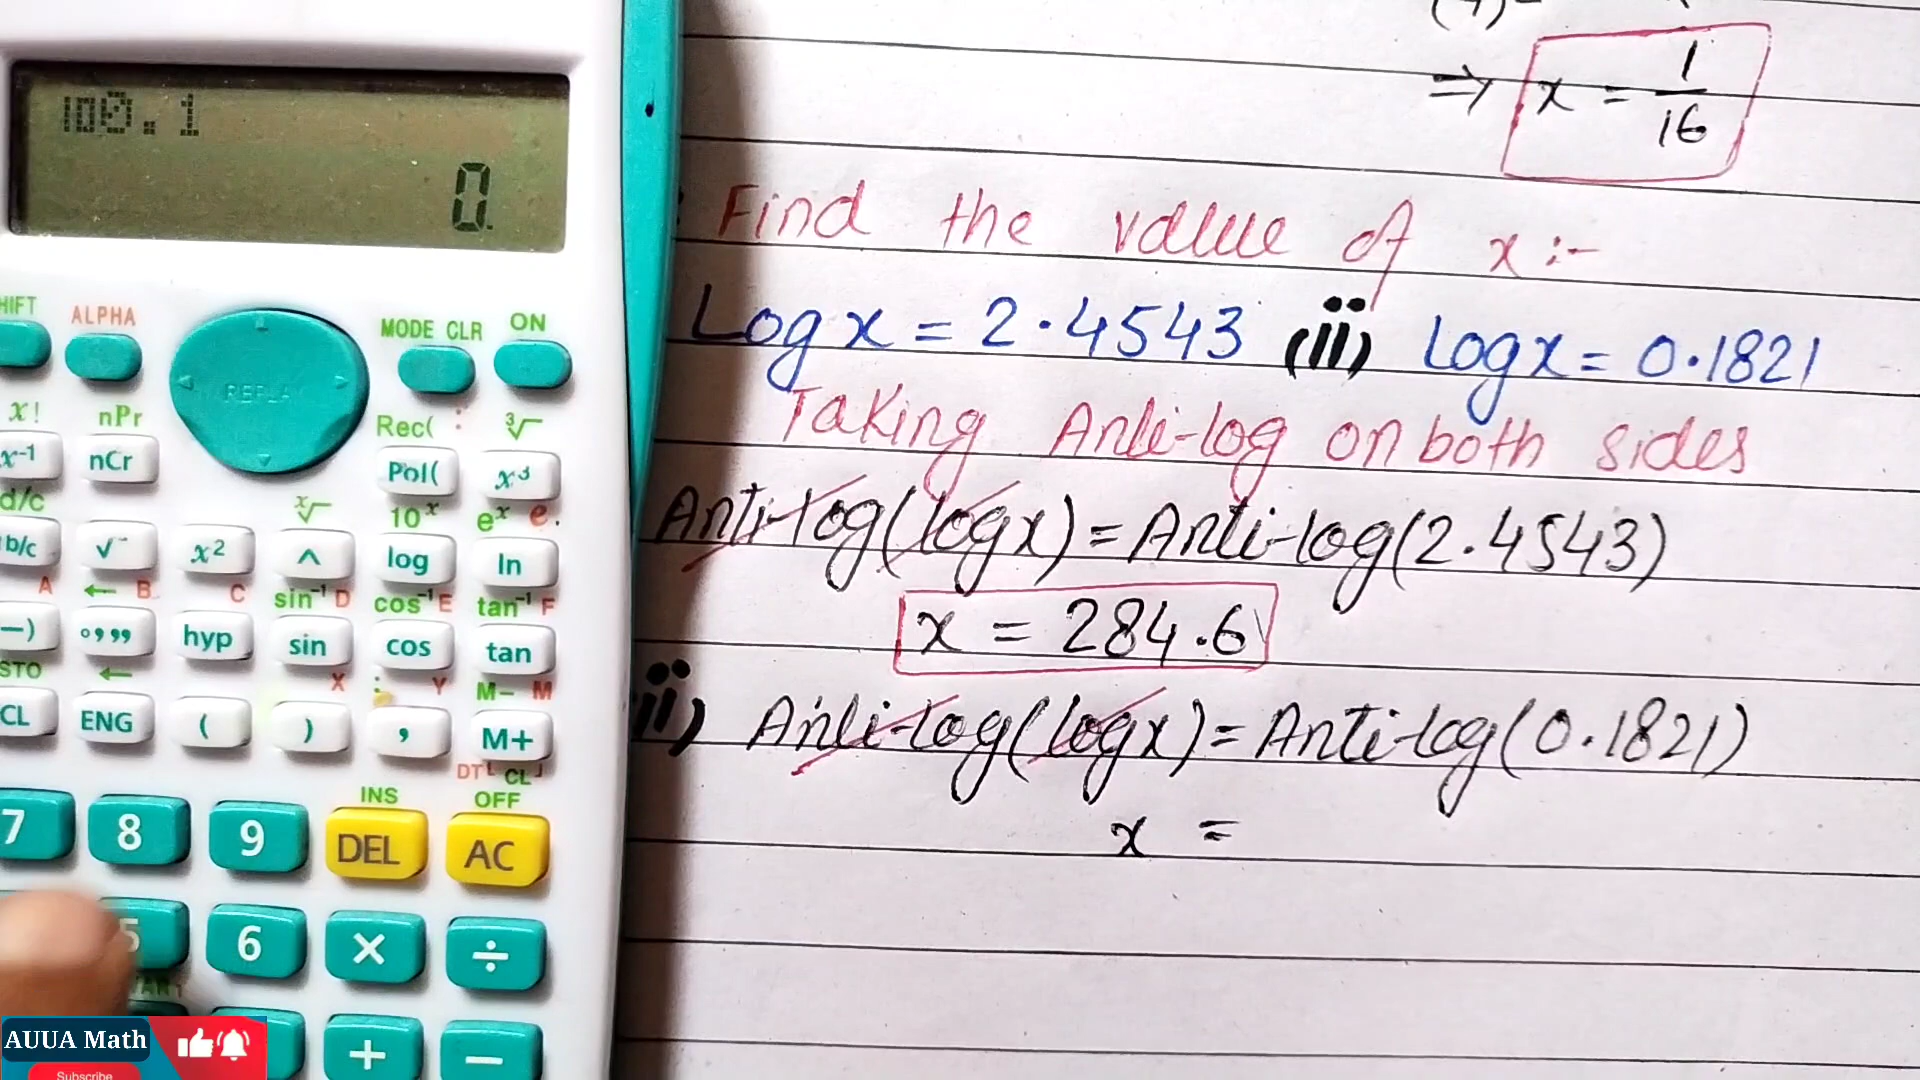 ⇒ x = 1/16
Find the value of x :-
Log x = 2.4543 (ii) Log x = 0.1821
Taking Anti-log on both sides
Anti-log(log x) = Anti-log(2.4543)
x = 284.6
ii) Anti-log(log x) = Anti-log(0.1821)
x =
0.
ALPHA
MODE CLR ON
REPLAY
x! nPr Rec( : ³√
x⁻¹ nCr Pol( x³
d/c ˣ√ 10ˣ eˣ e
b/c √ x² ^ log ln
A ← B C sin⁻¹ D cos⁻¹ E tan⁻¹ F
(−) °,,, hyp sin cos tan
STO ← X : Y M− M
CL ENG ( ) , M+
DT CL
INS OFF
7 8 9 DEL AC
5 6 × ÷
+ −
AUUA Math
Subscribe